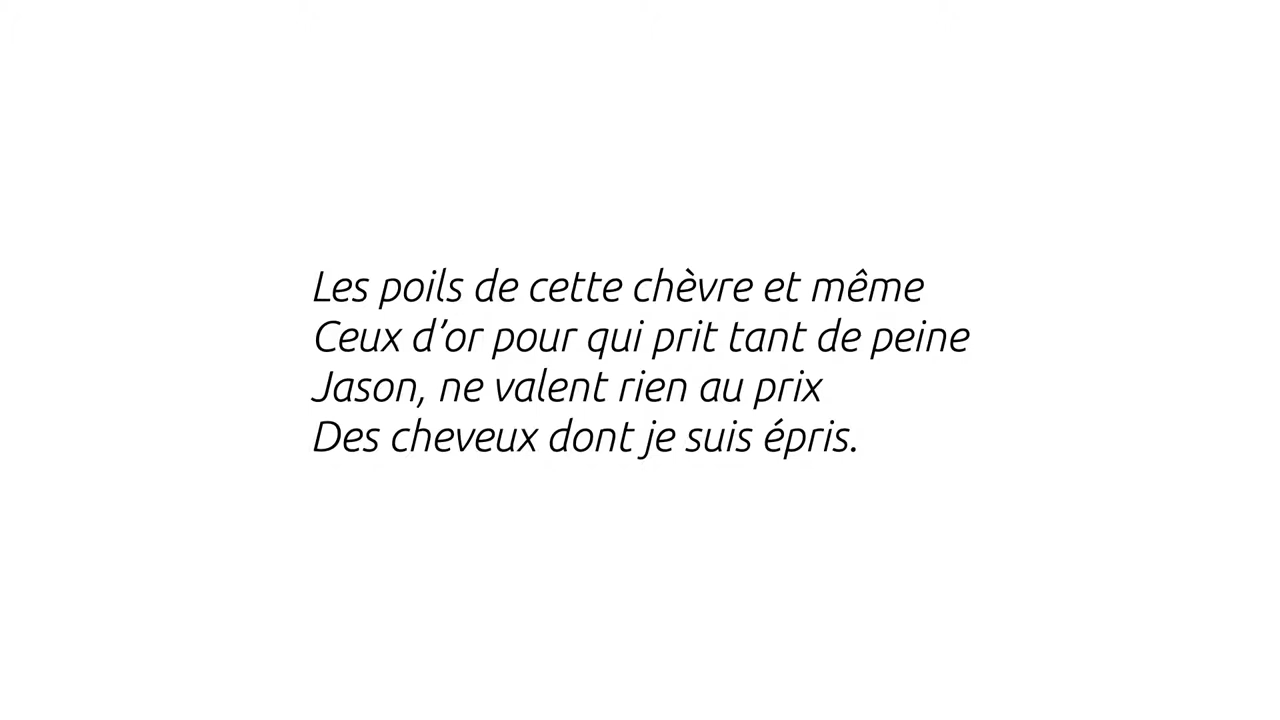 Les poils de cette chèvre et même
Ceux d’or pour qui prit tant de peine
Jason, ne valent rien au prix
Des cheveux dont je suis épris.